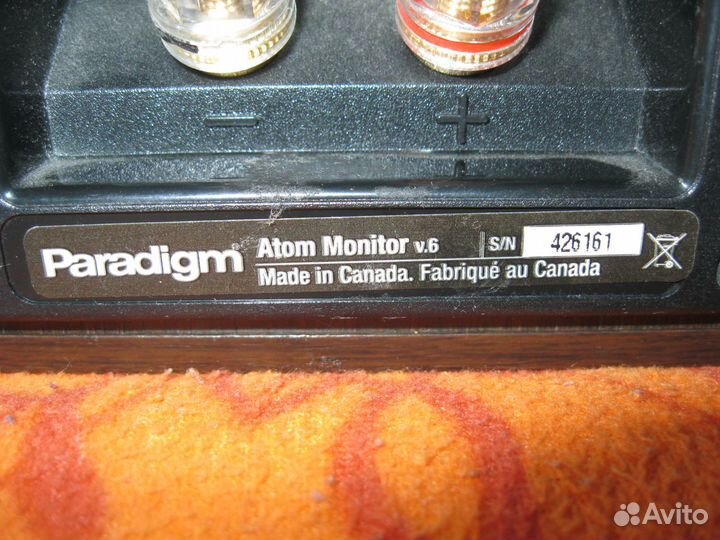 − +
Paradigm Atom Monitor v.6 S/N 426161
Made in Canada. Fabriqué au Canada
Avito